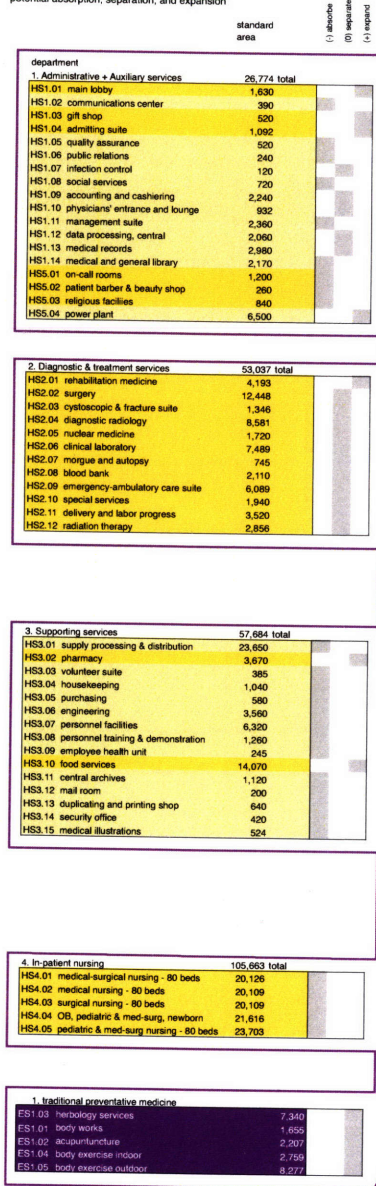 potential absorption, separation, and expansion
standard
area
(-) absorbe
(0) separate
(+) expand
department
1. Administrative + Auxiliary services 26,774 total
HS1.01 main lobby 1,630
HS1.02 communications center 390
HS1.03 gift shop 520
HS1.04 admitting suite 1,092
HS1.05 quality assurance 520
HS1.06 public relations 240
HS1.07 infection control 120
HS1.08 social services 720
HS1.09 accounting and cashiering 2,240
HS1.10 physicians' entrance and lounge 932
HS1.11 management suite 2,360
HS1.12 data processing, central 2,060
HS1.13 medical records 2,980
HS1.14 medical and general library 2,170
HS5.01 on-call rooms 1,200
HS5.02 patient barber & beauty shop 260
HS5.03 religious faciliies 840
HS5.04 power plant 6,500
2. Diagnostic & treatment services 53,037 total
HS2.01 rehabilitation medicine 4,193
HS2.02 surgery 12,448
HS2.03 cystoscopic & fracture suite 1,346
HS2.04 diagnostic radiology 8,581
HS2.05 nuclear medicine 1,720
HS2.06 clinical laboratory 7,489
HS2.07 morgue and autopsy 745
HS2.08 blood bank 2,110
HS2.09 emergency-ambulatory care suite 6,089
HS2.10 special services 1,940
HS2.11 delivery and labor progress 3,520
HS2.12 radiation therapy 2,856
3. Supporting services 57,684 total
HS3.01 supply processing & distribution 23,650
HS3.02 pharmacy 3,670
HS3.03 volunteer suite 385
HS3.04 housekeeping 1,040
HS3.05 purchasing 580
HS3.06 engineering 3,560
HS3.07 personnel facilities 6,320
HS3.08 personnel training & demonstration 1,260
HS3.09 employee health unit 245
HS3.10 food services 14,070
HS3.11 central archives 1,120
HS3.12 mail room 200
HS3.13 duplicating and printing shop 640
HS3.14 security office 420
HS3.15 medical illustrations 524
4. In-patient nursing 105,663 total
HS4.01 medical-surgical nursing - 80 beds 20,126
HS4.02 medical nursing - 80 beds 20,109
HS4.03 surgical nursing - 80 beds 20,109
HS4.04 OB, pediatric & med-surg, newborn 21,616
HS4.05 pediatric & med-surg nursing - 80 beds 23,703
1. traditional preventative medicine
ES1.03 herbology services 7,340
ES1.01 body works 1,655
ES1.02 acupuntuncture 2,207
ES1.04 body exercise indoor 2,759
ES1.05 body exercise outdoor 8,277